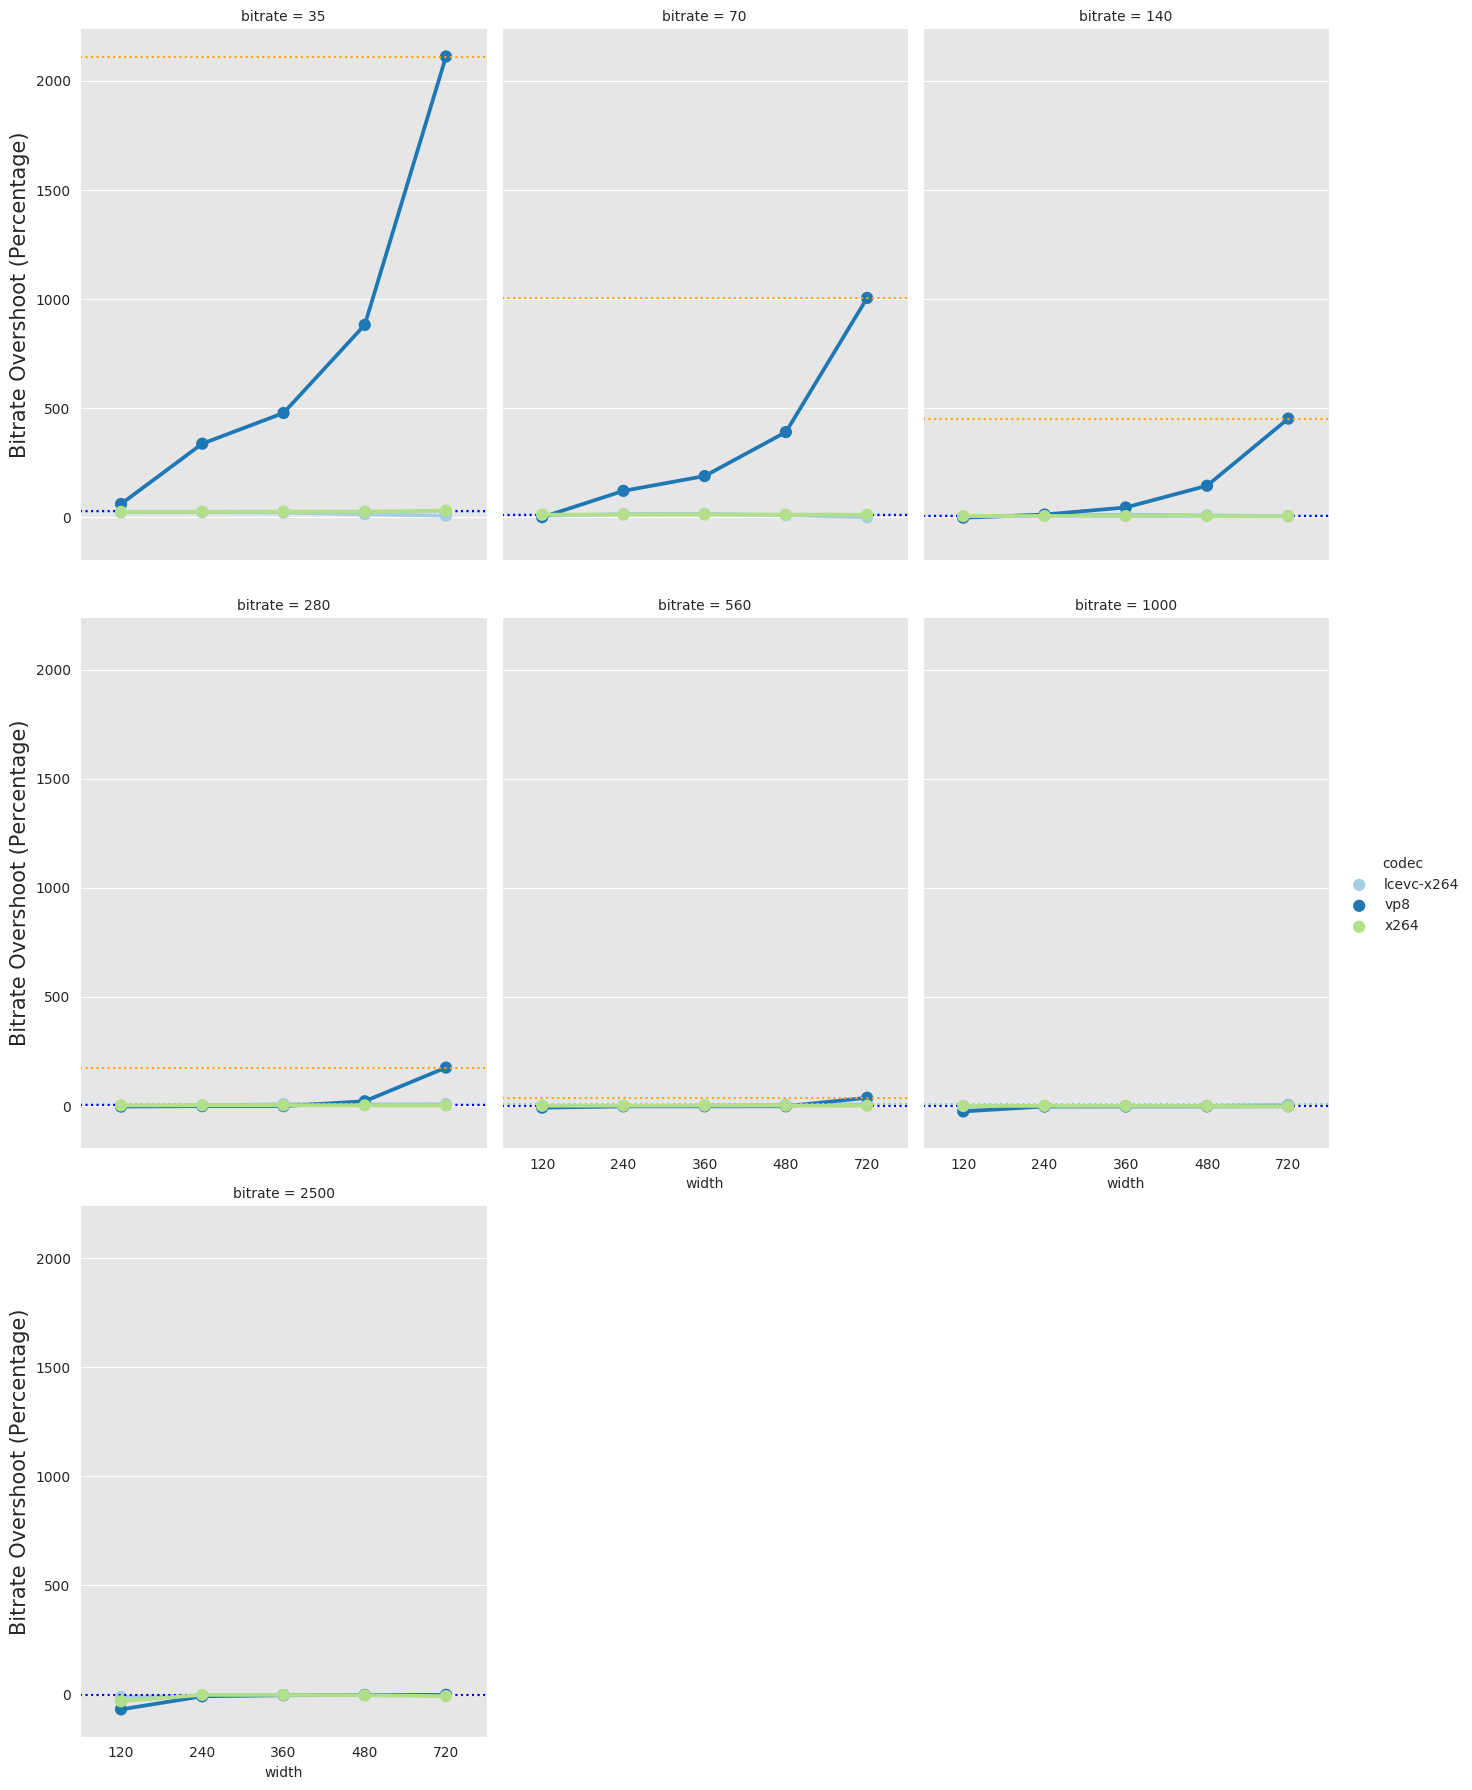 bitrate = 35
bitrate = 70
bitrate = 140
Bitrate Overshoot (Percentage)
2000
1500
1000
500
0
bitrate = 280
bitrate = 560
bitrate = 1000
Bitrate Overshoot (Percentage)
2000
1500
1000
500
0
120 240 360 480 720
width
120 240 360 480 720
width
codec
lcevc-x264
vp8
x264
bitrate = 2500
Bitrate Overshoot (Percentage)
2000
1500
1000
500
0
120 240 360 480 720
width